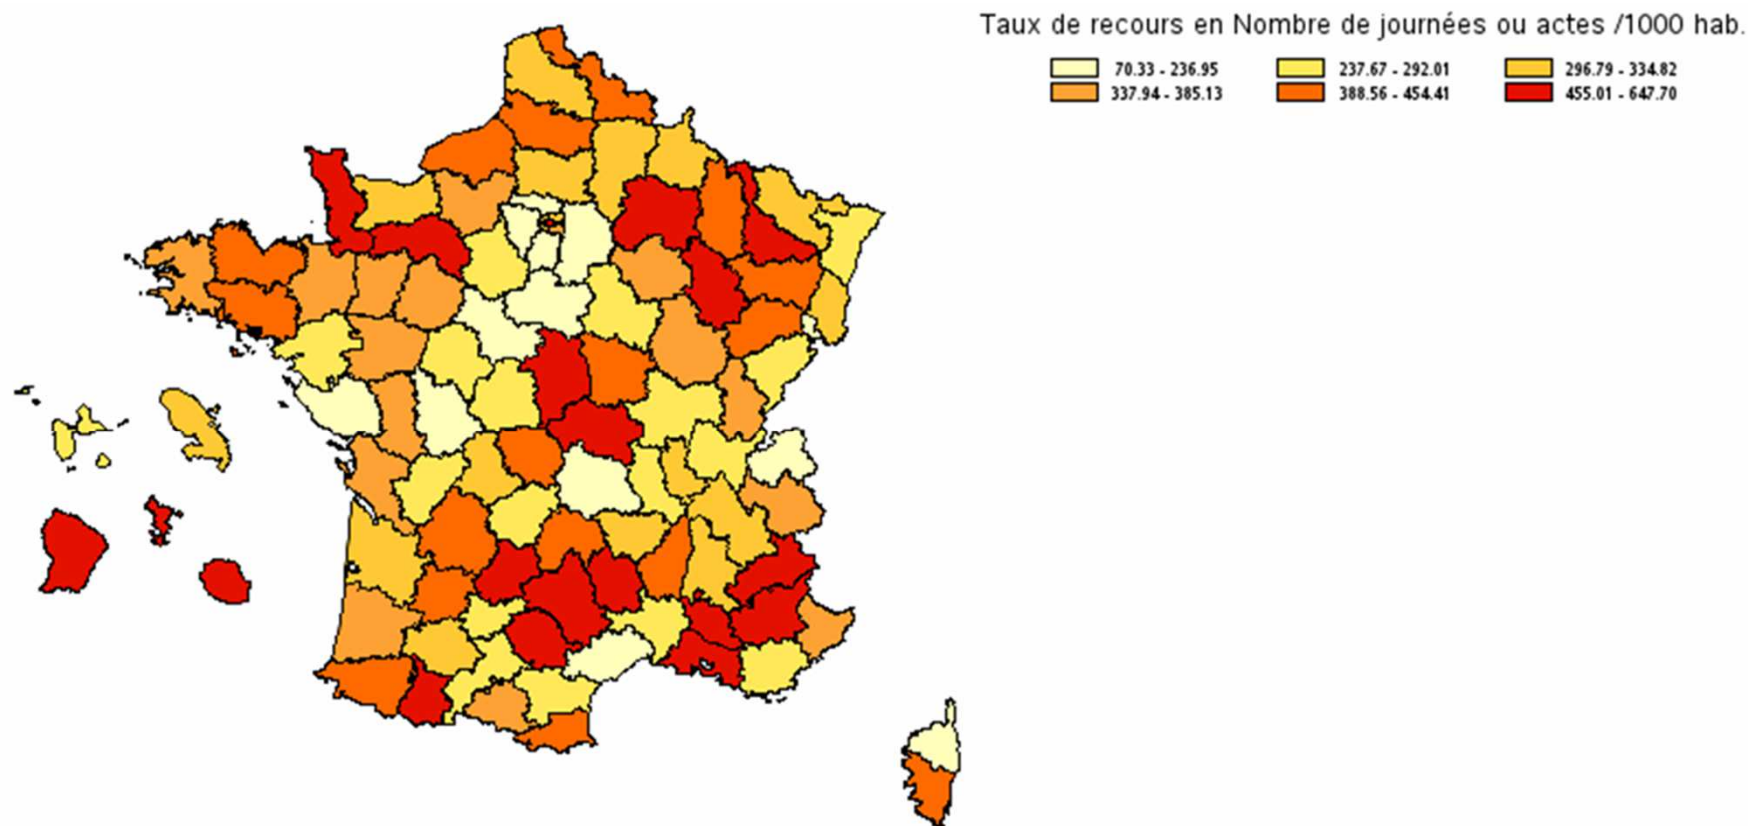 Taux de recours en Nombre de journées ou actes /1000 hab.
70.33 - 236.95 237.67 - 292.01 296.79 - 334.82
337.94 - 385.13 388.56 - 454.41 455.01 - 647.70